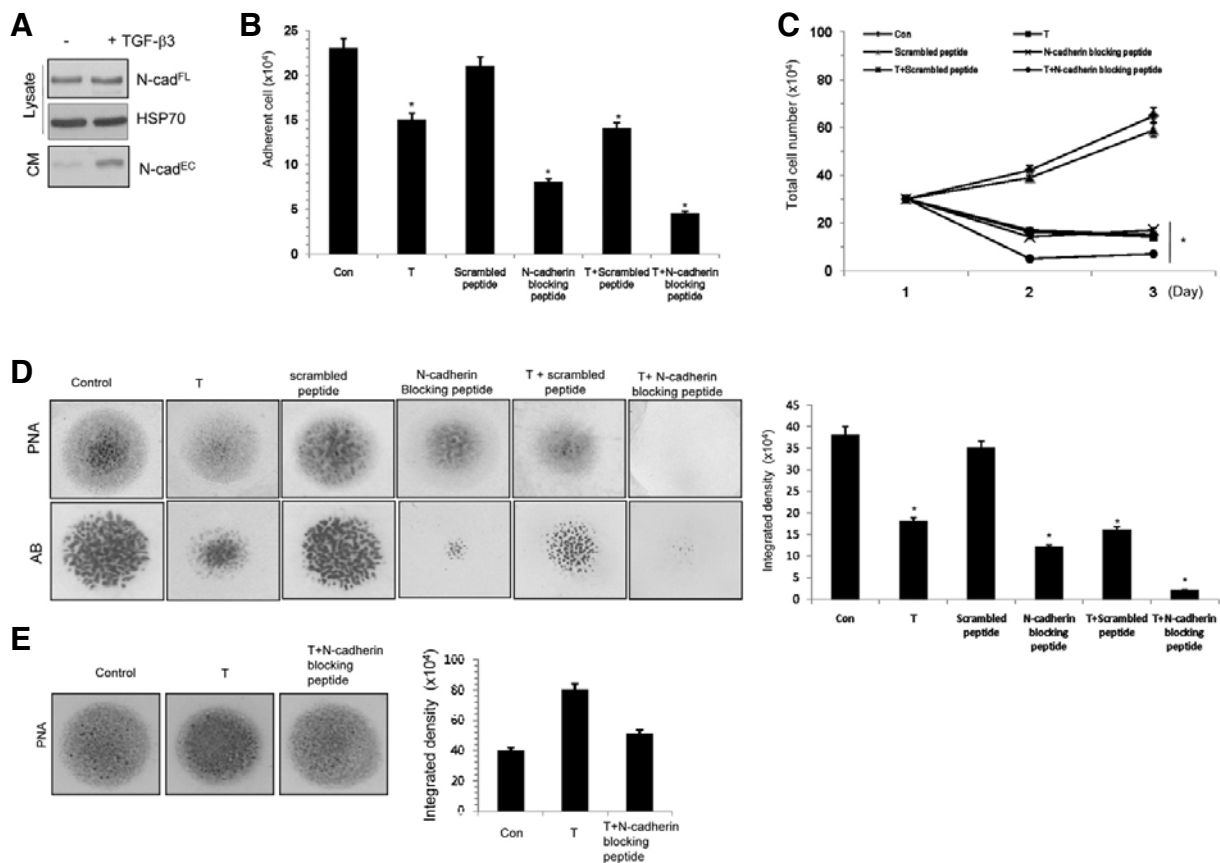 A
- + TGF-β3
Lysate
N-cadFL
HSP70
CM
N-cadEC
B
Adherent cell (x10⁴)
25
20
15
10
5
0
*
*
*
*
Con
T
Scrambled peptide
N-cadherin blocking peptide
T+Scrambled peptide
T+N-cadherin blocking peptide
C
Total cell number (x10⁴)
100
80
60
40
20
0
Con
T
Scrambled peptide
N-cadherin blocking peptide
T+Scrambled peptide
T+N-cadherin blocking peptide
*
1 2 3 (Day)
D
Control
T
scrambled peptide
N-cadherin Blocking peptide
T + scrambled peptide
T+ N-cadherin blocking peptide
PNA
AB
Integrated density (x10⁴)
45
40
35
30
25
20
15
10
5
0
*
*
*
*
Con
T
Scrambled peptide
N-cadherin blocking peptide
T+Scrambled peptide
T+N-cadherin blocking peptide
E
Control
T
T+N-cadherin blocking peptide
PNA
Integrated density (x10⁴)
100
80
60
40
20
0
Con
T
T+N-cadherin blocking peptide